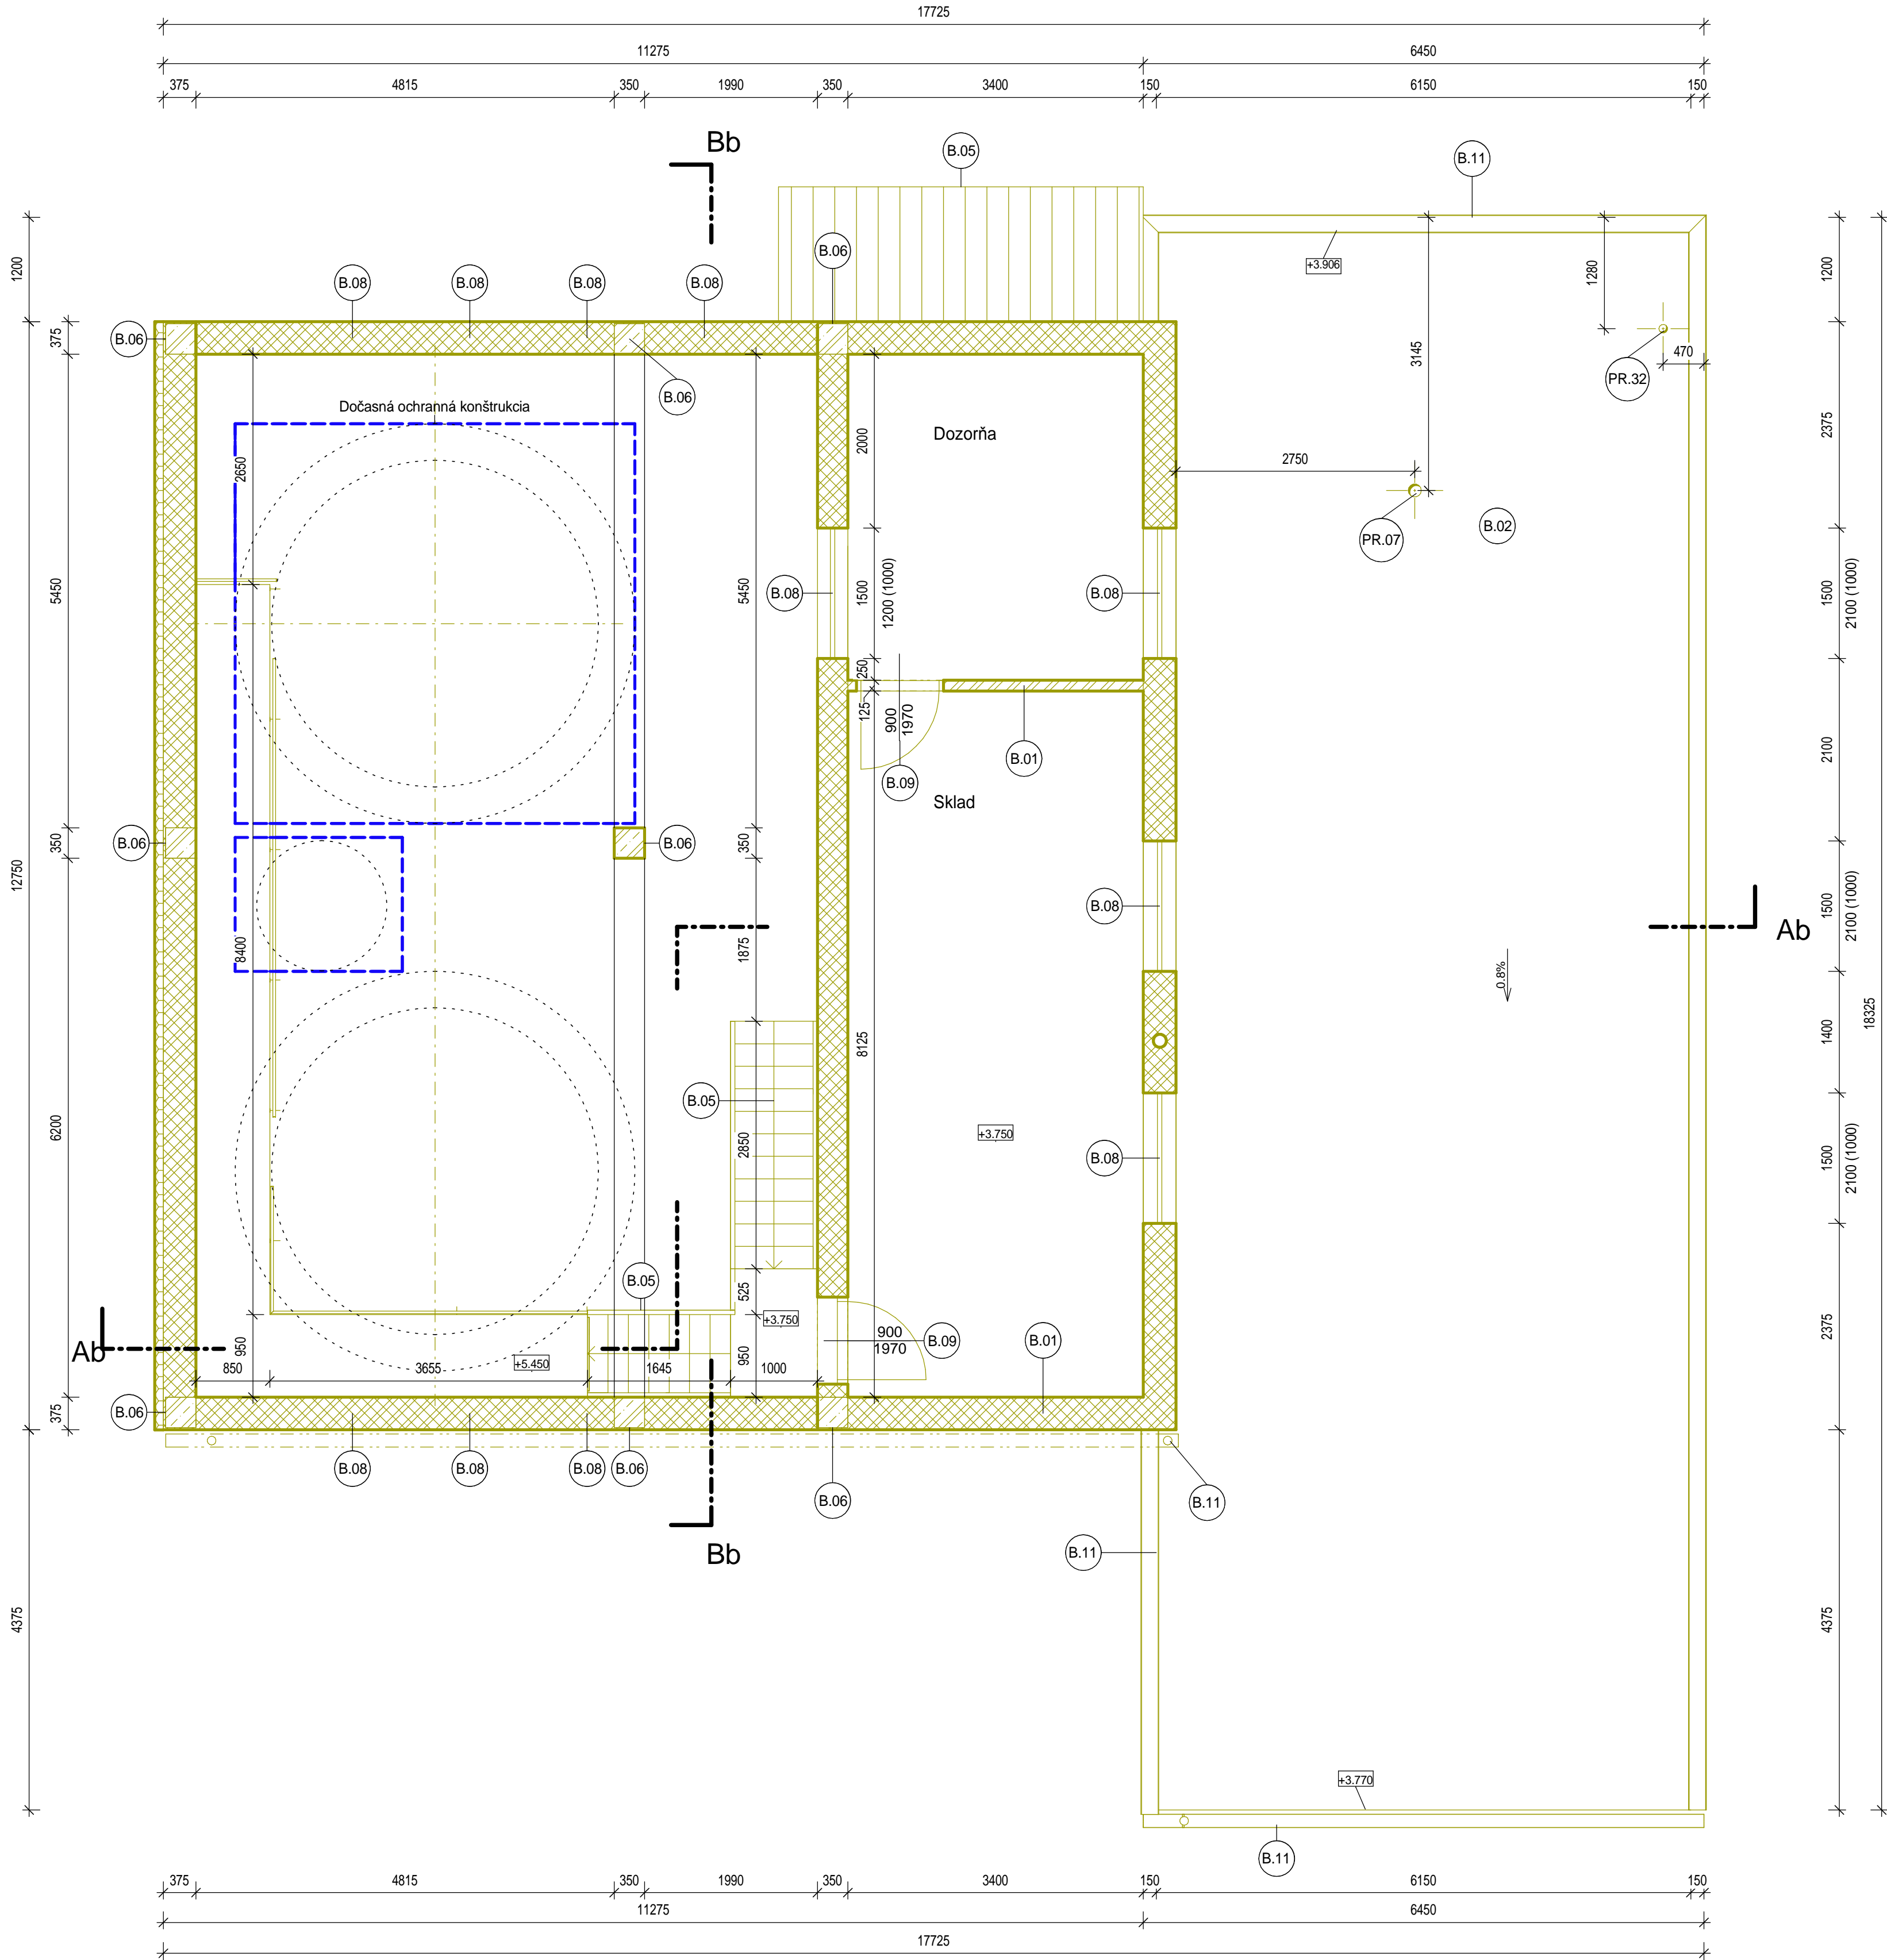 17725
11275 6450
375 4815 350 1990 350 3400 150 6150 150
Bb
B.05
B.11
B.06
+3.906
1280
1200
1200
B.08 B.08 B.08 B.08
B.06
375
B.06
3145
470
PR.32
Dočasná ochranná konštrukcia
Dozorňa
2000
2375
2650
2750
PR.07
B.02
5450
5450
B.08
1500
1200 (1000)
B.08
1500
2100 (1000)
250
125
900
1970
B.01
B.09
Sklad
2100
350
B.06
350
B.06
12750
8400
1875
B.08
1500
2100 (1000)
Ab
0.8%
18325
1400
8125
B.05
6200
2850
+3.750
B.08
1500
2100 (1000)
B.05
525
+3.750
2375
Ab
950
850
3655
+5.450
1645
950
1000
900
1970
B.09
B.01
375
B.06
B.08 B.08 B.08 B.06
B.06
B.11
Bb
B.11
4375
4375
+3.770
B.11
375 4815 350 1990 350 3400 150 6150 150
11275 6450
17725